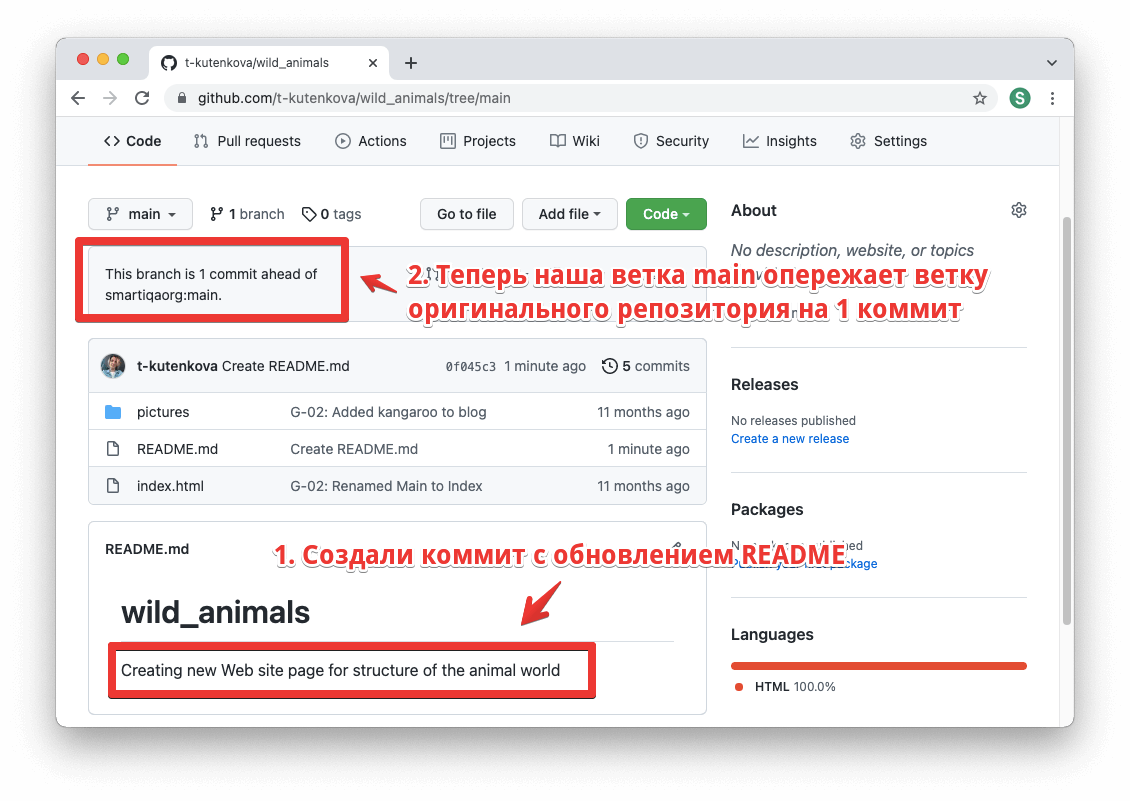 t-kutenkova/wild_animals
github.com/t-kutenkova/wild_animals/tree/main
S
Code Pull requests Actions Projects Wiki Security Insights Settings
main 1 branch 0 tags Go to file Add file Code
About
No description, website, or topics
This branch is 1 commit ahead of
smartiqaorg:main.
2. Теперь наша ветка main опережает ветку
оригинального репозитория на 1 коммит
t-kutenkova Create README.md 0f045c3 1 minute ago 5 commits
pictures G-02: Added kangaroo to blog 11 months ago
README.md Create README.md 1 minute ago
index.html G-02: Renamed Main to Index 11 months ago
Releases
No releases published
Create a new release
Packages
README.md
1. Создали коммит с обновлением README
package
wild_animals
Creating new Web site page for structure of the animal world
Languages
HTML 100.0%